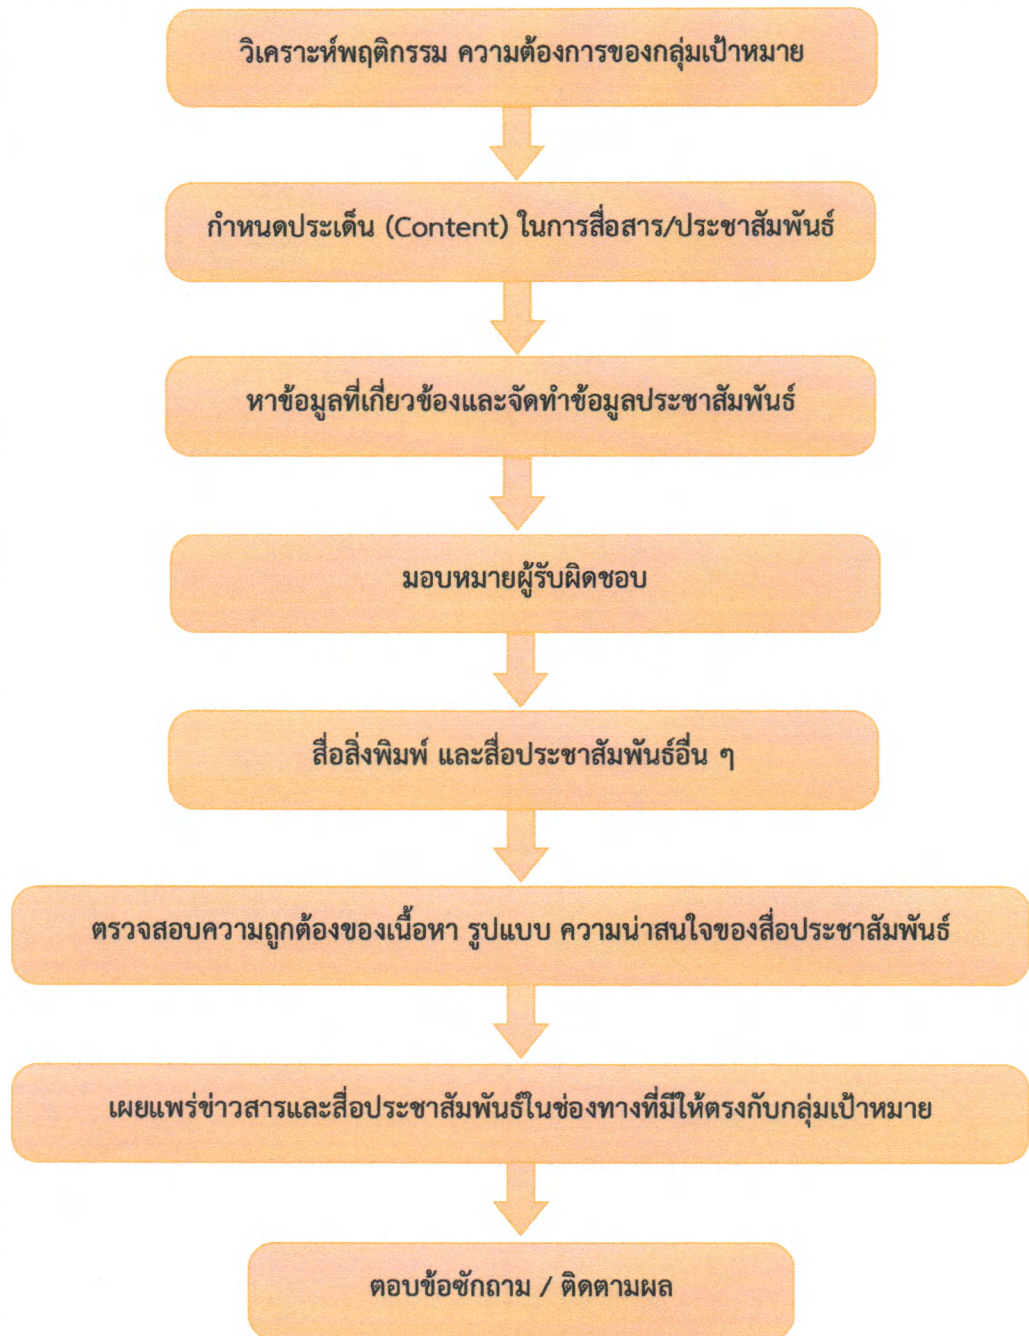 วิเคราะห์พฤติกรรม ความต้องการของกลุ่มเป้าหมาย
กำหนดประเด็น (Content) ในการสื่อสาร/ประชาสัมพันธ์
หาข้อมูลที่เกี่ยวข้องและจัดทำข้อมูลประชาสัมพันธ์
มอบหมายผู้รับผิดชอบ
สื่อสิ่งพิมพ์ และสื่อประชาสัมพันธ์อื่น ๆ
ตรวจสอบความถูกต้องของเนื้อหา รูปแบบ ความน่าสนใจของสื่อประชาสัมพันธ์
เผยแพร่ข่าวสารและสื่อประชาสัมพันธ์ในช่องทางที่มีให้ตรงกับกลุ่มเป้าหมาย
ตอบข้อซักถาม / ติดตามผล